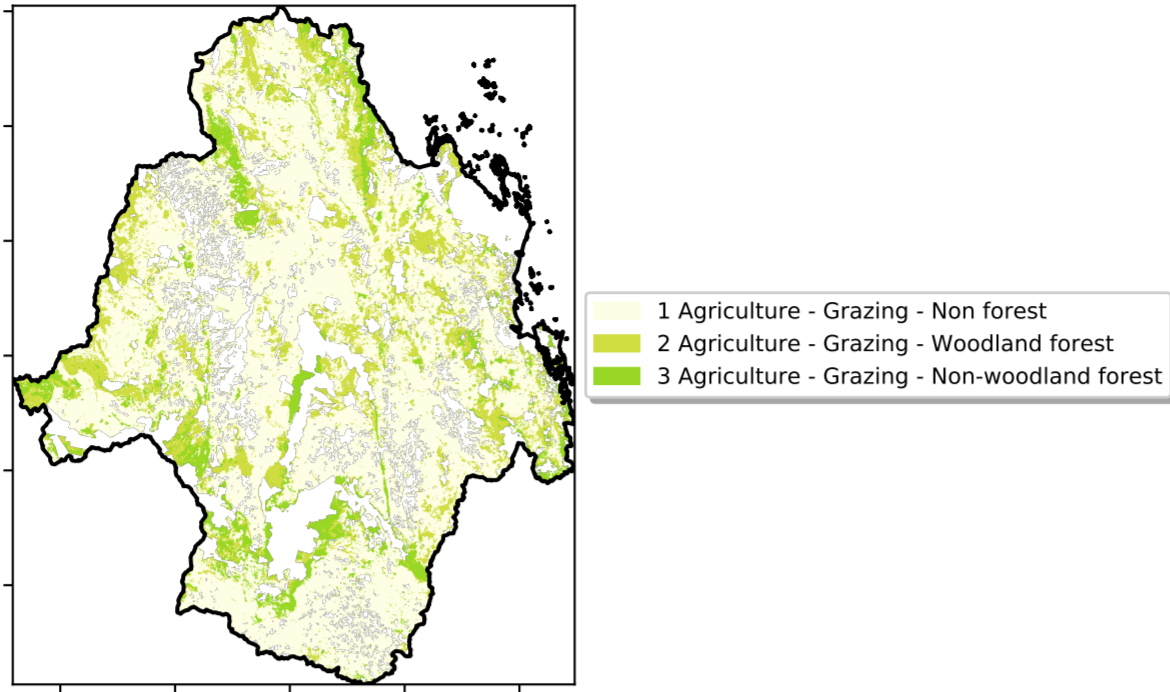 1 Agriculture - Grazing - Non forest
2 Agriculture - Grazing - Woodland forest
3 Agriculture - Grazing - Non-woodland forest